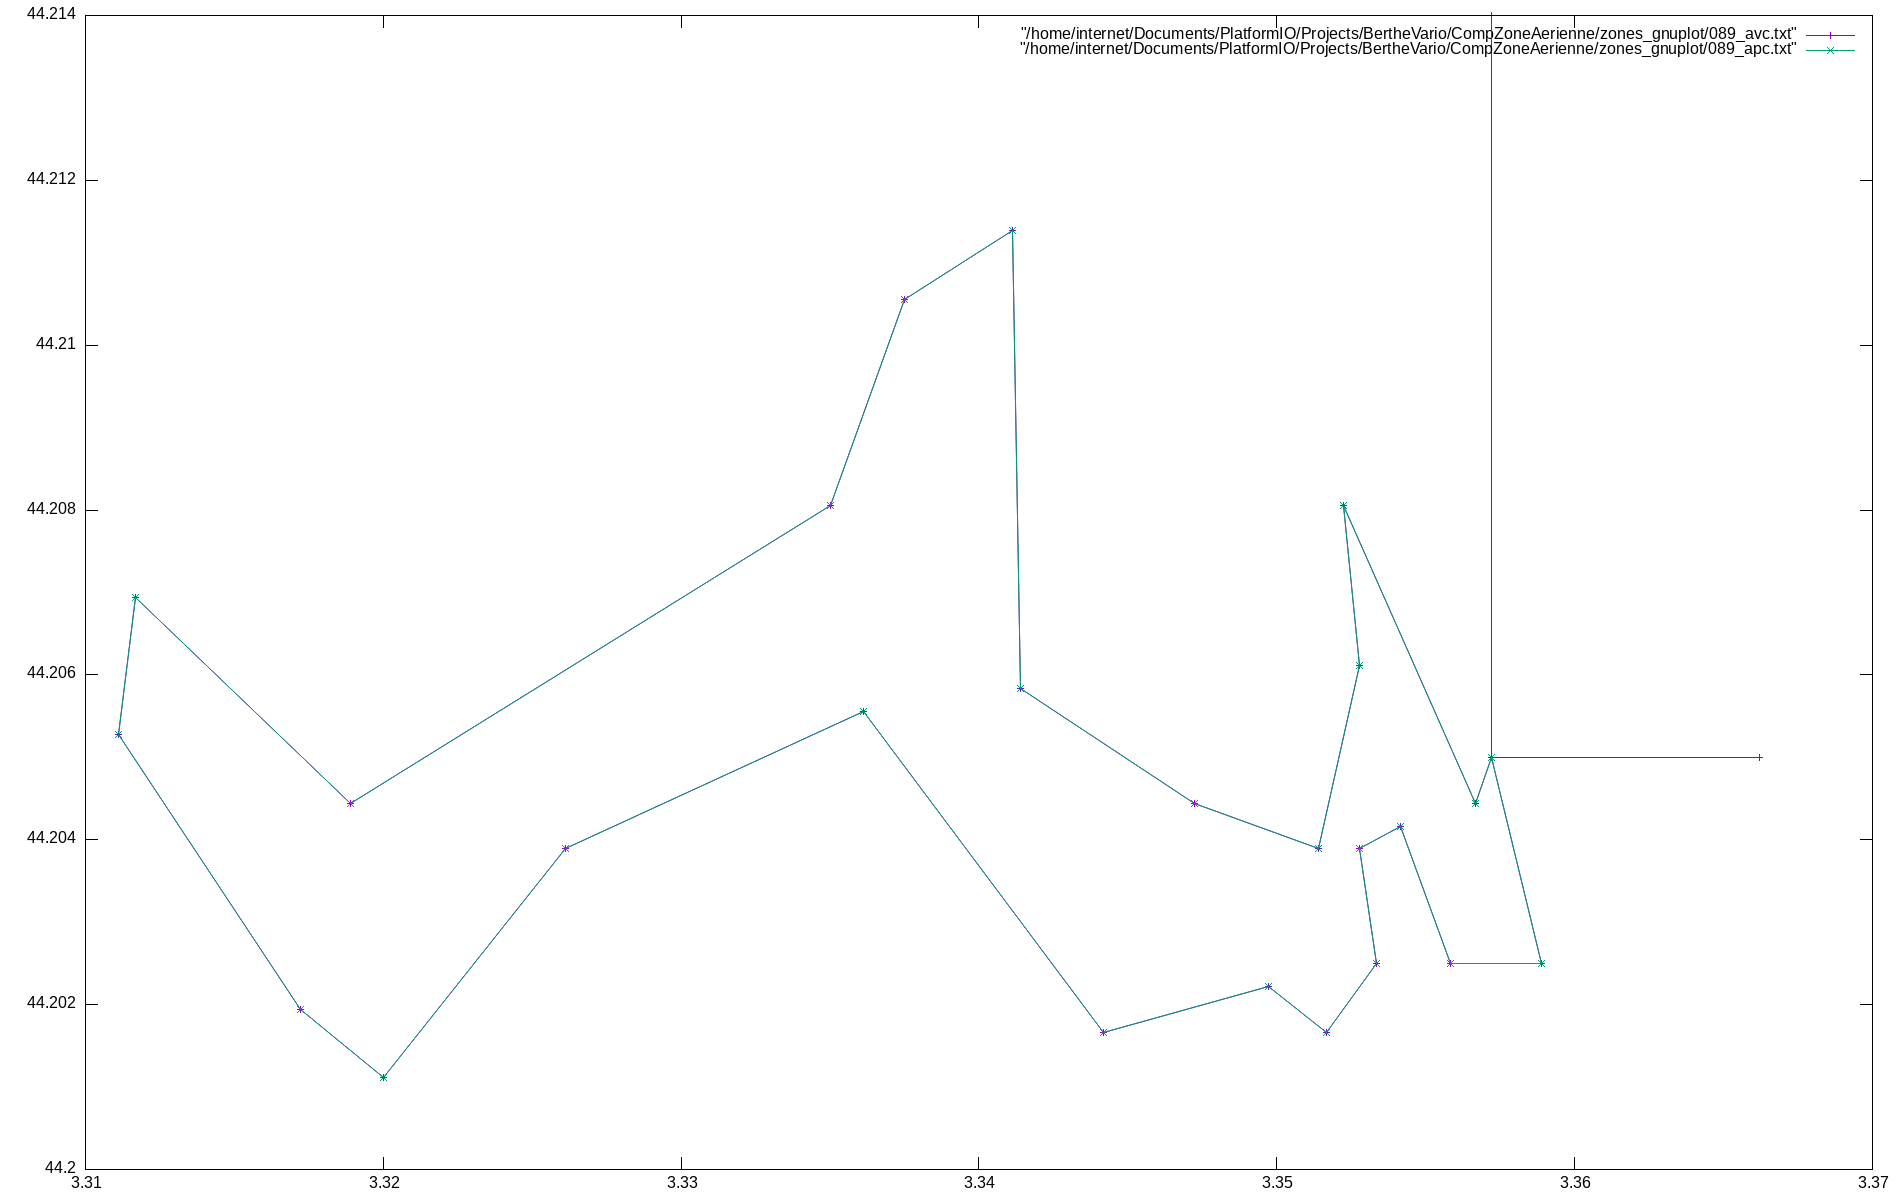 44.214
"/home/internet/Documents/PlatformIO/Projects/BertheVario/CompZoneAerienne/zones_gnuplot/089_avc.txt"
"/home/internet/Documents/PlatformIO/Projects/BertheVario/CompZoneAerienne/zones_gnuplot/089_apc.txt"
44.212
44.21
44.208
44.206
44.204
44.202
44.2
3.31 3.32 3.33 3.34 3.35 3.36 3.37